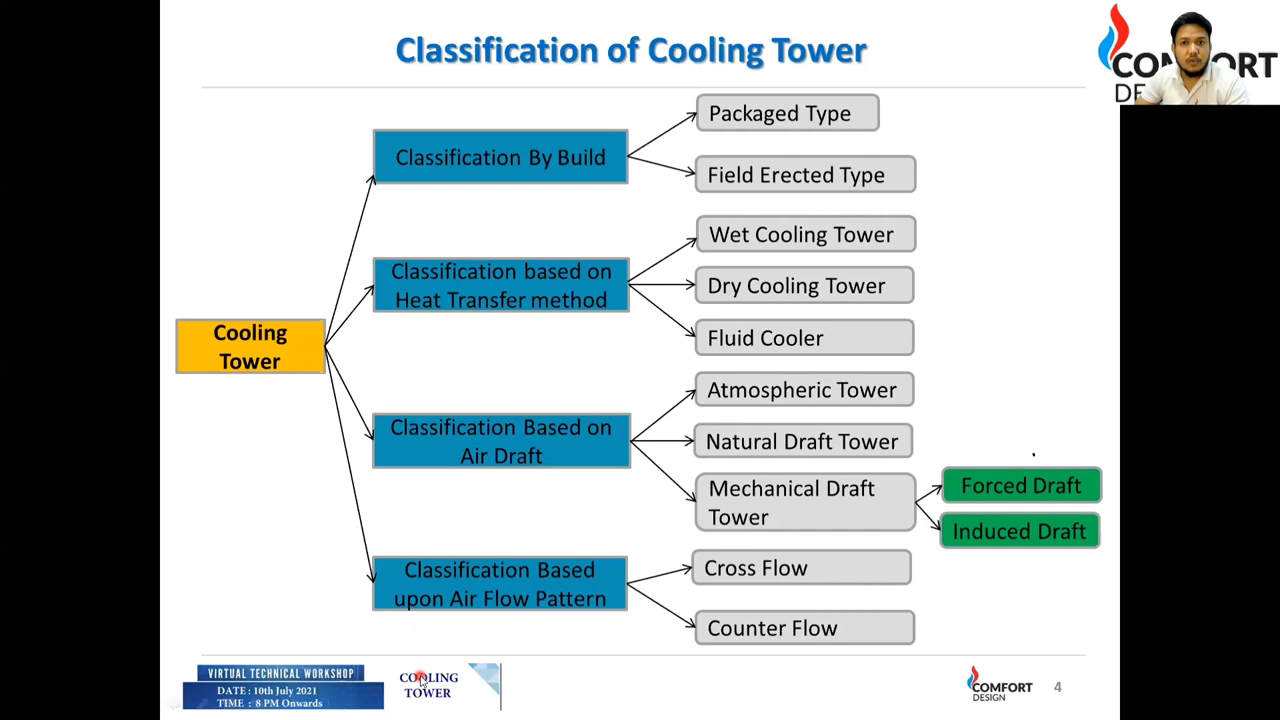 Classification of Cooling Tower
COMFORT
Packaged Type
Classification By Build
Field Erected Type
Wet Cooling Tower
Classification based on
Heat Transfer method
Dry Cooling Tower
Fluid Cooler
Cooling
Tower
Atmospheric Tower
Classification Based on
Air Draft
Natural Draft Tower
Mechanical Draft
Tower
Forced Draft
Induced Draft
Classification Based
upon Air Flow Pattern
Cross Flow
Counter Flow
VIRTUAL TECHNICAL WORKSHOP
DATE : 10th July 2021
TIME : 8 PM Onwards
COOLING
TOWER
COMFORT
DESIGN
4